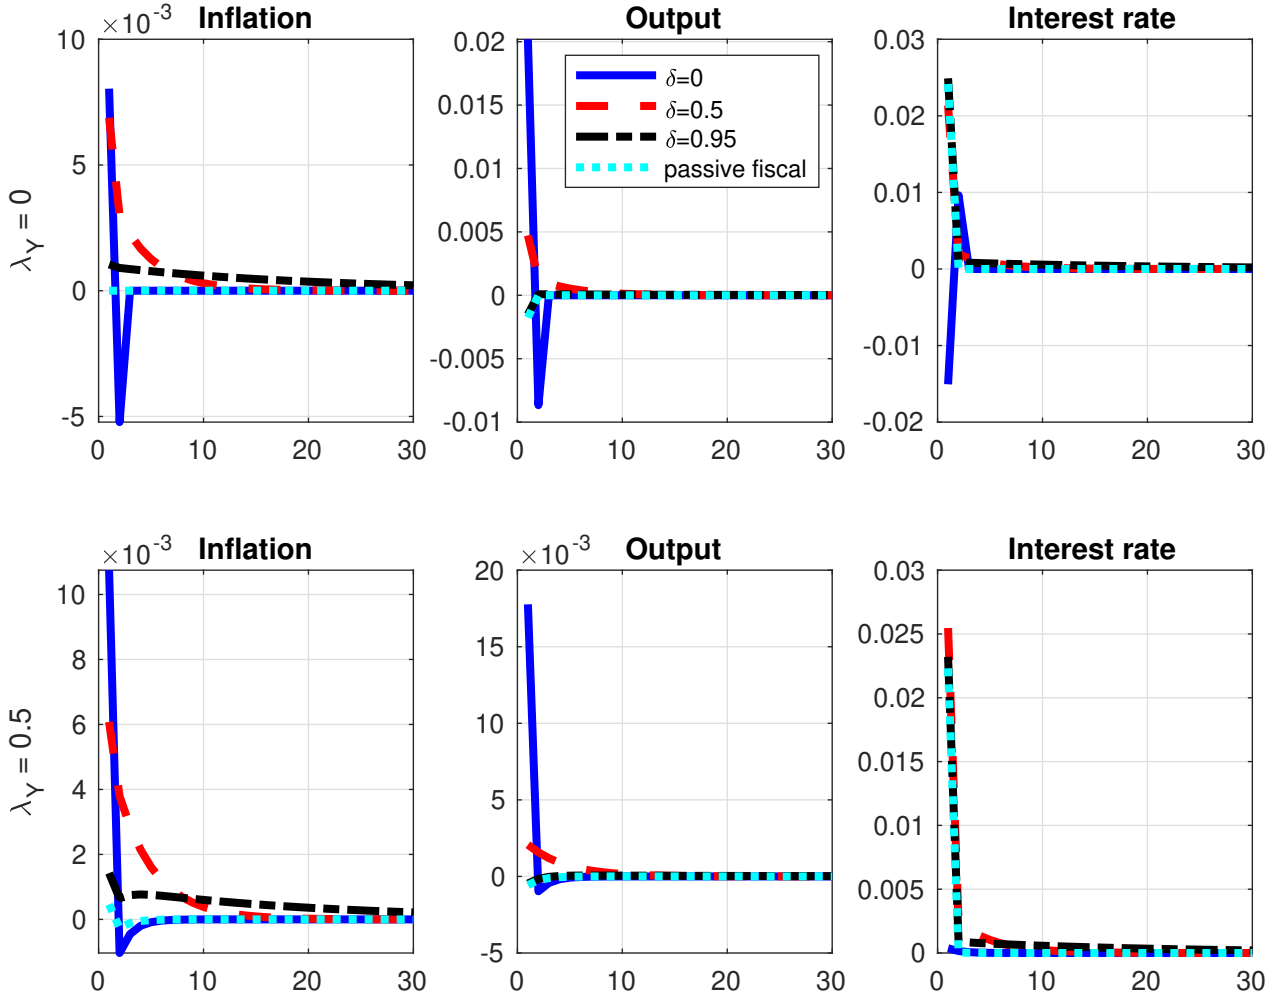 ×10⁻³ Inflation
10
5
0
-5
0 10 20 30
λ_Y = 0
Output
0.02
0.015
0.01
0.005
0
-0.005
-0.01
0 10 20 30
δ=0
δ=0.5
δ=0.95
passive fiscal
Interest rate
0.03
0.02
0.01
0
-0.01
-0.02
0 10 20 30
×10⁻³ Inflation
10
8
6
4
2
0
0 10 20 30
λ_Y = 0.5
×10⁻³ Output
20
15
10
5
0
-5
0 10 20 30
Interest rate
0.03
0.025
0.02
0.015
0.01
0.005
0
0 10 20 30